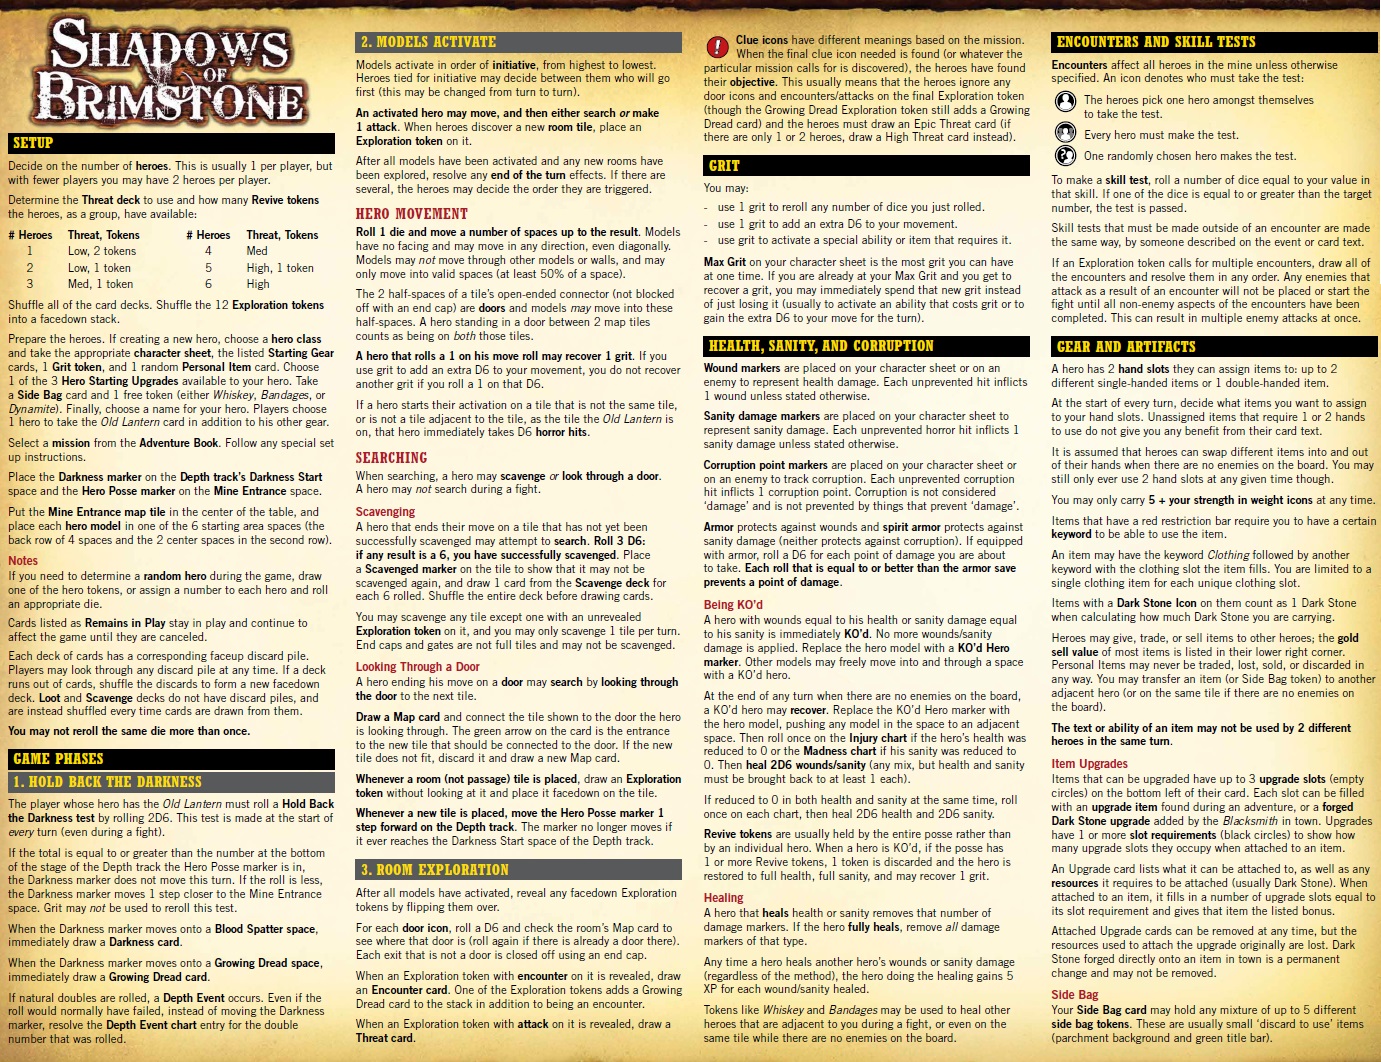 SHADOWS
OF
BRIMSTONE
SETUP
Decide on the number of heroes. This is usually 1 per player, but
with fewer players you may have 2 heroes per player.
Determine the Threat deck to use and how many Revive tokens
the heroes, as a group, have available:
# Heroes Threat, Tokens # Heroes Threat, Tokens
1 Low, 2 tokens 4 Med
2 Low, 1 token 5 High, 1 token
3 Med, 1 token 6 High
Shuffle all of the card decks. Shuffle the 12 Exploration tokens
into a facedown stack.
Prepare the heroes. If creating a new hero, choose a hero class
and take the appropriate character sheet, the listed Starting Gear
cards, 1 Grit token, and 1 random Personal Item card. Choose
1 of the 3 Hero Starting Upgrades available to your hero. Take
a Side Bag card and 1 free token (either Whiskey, Bandages, or
Dynamite). Finally, choose a name for your hero. Players choose
1 hero to take the Old Lantern card in addition to his other gear.
Select a mission from the Adventure Book. Follow any special set
up instructions.
Place the Darkness marker on the Depth track's Darkness Start
space and the Hero Posse marker on the Mine Entrance space.
Put the Mine Entrance map tile in the center of the table, and
place each hero model in one of the 6 starting area spaces (the
back row of 4 spaces and the 2 center spaces in the second row).
Notes
If you need to determine a random hero during the game, draw
one of the hero tokens, or assign a number to each hero and roll
an appropriate die.
Cards listed as Remains in Play stay in play and continue to
affect the game until they are canceled.
Each deck of cards has a corresponding faceup discard pile.
Players may look through any discard pile at any time. If a deck
runs out of cards, shuffle the discards to form a new facedown
deck. Loot and Scavenge decks do not have discard piles, and
are instead shuffled every time cards are drawn from them.
You may not reroll the same die more than once.
GAME PHASES
1. HOLD BACK THE DARKNESS
The player whose hero has the Old Lantern must roll a Hold Back
the Darkness test by rolling 2D6. This test is made at the start of
every turn (even during a fight).
If the total is equal to or greater than the number at the bottom
of the stage of the Depth track the Hero Posse marker is in,
the Darkness marker does not move this turn. If the roll is less,
the Darkness marker moves 1 step closer to the Mine Entrance
space. Grit may not be used to reroll this test.
When the Darkness marker moves onto a Blood Spatter space,
immediately draw a Darkness card.
When the Darkness marker moves onto a Growing Dread space,
immediately draw a Growing Dread card.
If natural doubles are rolled, a Depth Event occurs. Even if the
roll would normally have failed, instead of moving the Darkness
marker, resolve the Depth Event chart entry for the double
number that was rolled.
2. MODELS ACTIVATE
Models activate in order of initiative, from highest to lowest.
Heroes tied for initiative may decide between them who will go
first (this may be changed from turn to turn).
An activated hero may move, and then either search or make
1 attack. When heroes discover a new room tile, place an
Exploration token on it.
After all models have been activated and any new rooms have
been explored, resolve any end of the turn effects. If there are
several, the heroes may decide the order they are triggered.
HERO MOVEMENT
Roll 1 die and move a number of spaces up to the result. Models
have no facing and may move in any direction, even diagonally.
Models may not move through other models or walls, and may
only move into valid spaces (at least 50% of a space).
The 2 half-spaces of a tile's open-ended connector (not blocked
off with an end cap) are doors and models may move into these
half-spaces. A hero standing in a door between 2 map tiles
counts as being on both those tiles.
A hero that rolls a 1 on his move roll may recover 1 grit. If you
use grit to add an extra D6 to your movement, you do not recover
another grit if you roll a 1 on that D6.
If a hero starts their activation on a tile that is not the same tile,
or is not a tile adjacent to the tile, as the tile the Old Lantern is
on, that hero immediately takes D6 horror hits.
SEARCHING
When searching, a hero may scavenge or look through a door.
A hero may not search during a fight.
Scavenging
A hero that ends their move on a tile that has not yet been
successfully scavenged may attempt to search. Roll 3 D6:
if any result is a 6, you have successfully scavenged. Place
a Scavenged marker on the tile to show that it may not be
scavenged again, and draw 1 card from the Scavenge deck for
each 6 rolled. Shuffle the entire deck before drawing cards.
You may scavenge any tile except one with an unrevealed
Exploration token on it, and you may only scavenge 1 tile per turn.
End caps and gates are not full tiles and may not be scavenged.
Looking Through a Door
A hero ending his move on a door may search by looking through
the door to the next tile.
Draw a Map card and connect the tile shown to the door the hero
is looking through. The green arrow on the card is the entrance
to the new tile that should be connected to the door. If the new
tile does not fit, discard it and draw a new Map card.
Whenever a room (not passage) tile is placed, draw an Exploration
token without looking at it and place it facedown on the tile.
Whenever a new tile is placed, move the Hero Posse marker 1
step forward on the Depth track. The marker no longer moves if
it ever reaches the Darkness Start space of the Depth track.
3. ROOM EXPLORATION
After all models have activated, reveal any facedown Exploration
tokens by flipping them over.
For each door icon, roll a D6 and check the room's Map card to
see where that door is (roll again if there is already a door there).
Each exit that is not a door is closed off using an end cap.
When an Exploration token with encounter on it is revealed, draw
an Encounter card. One of the Exploration tokens adds a Growing
Dread card to the stack in addition to being an encounter.
When an Exploration token with attack on it is revealed, draw a
Threat card.
Clue icons have different meanings based on the mission.
When the final clue icon needed is found (or whatever the
particular mission calls for is discovered), the heroes have found
their objective. This usually means that the heroes ignore any
door icons and encounters/attacks on the final Exploration token
(though the Growing Dread Exploration token still adds a Growing
Dread card) and the heroes must draw an Epic Threat card (if
there are only 1 or 2 heroes, draw a High Threat card instead).
GRIT
You may:
- use 1 grit to reroll any number of dice you just rolled.
- use 1 grit to add an extra D6 to your movement.
- use grit to activate a special ability or item that requires it.
Max Grit on your character sheet is the most grit you can have
at one time. If you are already at your Max Grit and you get to
recover a grit, you may immediately spend that new grit instead
of just losing it (usually to activate an ability that costs grit or to
gain the extra D6 to your move for the turn).
HEALTH, SANITY, AND CORRUPTION
Wound markers are placed on your character sheet or on an
enemy to represent health damage. Each unprevented hit inflicts
1 wound unless stated otherwise.
Sanity damage markers are placed on your character sheet to
represent sanity damage. Each unprevented horror hit inflicts 1
sanity damage unless stated otherwise.
Corruption point markers are placed on your character sheet or
on an enemy to track corruption. Each unprevented corruption
hit inflicts 1 corruption point. Corruption is not considered
'damage' and is not prevented by things that prevent 'damage'.
Armor protects against wounds and spirit armor protects against
sanity damage (neither protects against corruption). If equipped
with armor, roll a D6 for each point of damage you are about
to take. Each roll that is equal to or better than the armor save
prevents a point of damage.
Being KO'd
A hero with wounds equal to his health or sanity damage equal
to his sanity is immediately KO'd. No more wounds/sanity
damage is applied. Replace the hero model with a KO'd Hero
marker. Other models may freely move into and through a space
with a KO'd hero.
At the end of any turn when there are no enemies on the board,
a KO'd hero may recover. Replace the KO'd Hero marker with
the hero model, pushing any model in the space to an adjacent
space. Then roll once on the Injury chart if the hero's health was
reduced to 0 or the Madness chart if his sanity was reduced to
0. Then heal 2D6 wounds/sanity (any mix, but health and sanity
must be brought back to at least 1 each).
If reduced to 0 in both health and sanity at the same time, roll
once on each chart, then heal 2D6 health and 2D6 sanity.
Revive tokens are usually held by the entire posse rather than
by an individual hero. When a hero is KO'd, if the posse has
1 or more Revive tokens, 1 token is discarded and the hero is
restored to full health, full sanity, and may recover 1 grit.
Healing
A hero that heals health or sanity removes that number of
damage markers. If the hero fully heals, remove all damage
markers of that type.
Any time a hero heals another hero's wounds or sanity damage
(regardless of the method), the hero doing the healing gains 5
XP for each wound/sanity healed.
Tokens like Whiskey and Bandages may be used to heal other
heroes that are adjacent to you during a fight, or even on the
same tile while there are no enemies on the board.
ENCOUNTERS AND SKILL TESTS
Encounters affect all heroes in the mine unless otherwise
specified. An icon denotes who must take the test:
The heroes pick one hero amongst themselves
to take the test.
Every hero must make the test.
One randomly chosen hero makes the test.
To make a skill test, roll a number of dice equal to your value in
that skill. If one of the dice is equal to or greater than the target
number, the test is passed.
Skill tests that must be made outside of an encounter are made
the same way, by someone described on the event or card text.
If an Exploration token calls for multiple encounters, draw all of
the encounters and resolve them in any order. Any enemies that
attack as a result of an encounter will not be placed or start the
fight until all non-enemy aspects of the encounters have been
completed. This can result in multiple enemy attacks at once.
GEAR AND ARTIFACTS
A hero has 2 hand slots they can assign items to: up to 2
different single-handed items or 1 double-handed item.
At the start of every turn, decide what items you want to assign
to your hand slots. Unassigned items that require 1 or 2 hands
to use do not give you any benefit from their card text.
It is assumed that heroes can swap different items into and out
of their hands when there are no enemies on the board. You may
still only ever use 2 hand slots at any given time though.
You may only carry 5 + your strength in weight icons at any time.
Items that have a red restriction bar require you to have a certain
keyword to be able to use the item.
An item may have the keyword Clothing followed by another
keyword with the clothing slot the item fills. You are limited to a
single clothing item for each unique clothing slot.
Items with a Dark Stone Icon on them count as 1 Dark Stone
when calculating how much Dark Stone you are carrying.
Heroes may give, trade, or sell items to other heroes; the gold
sell value of most items is listed in their lower right corner.
Personal Items may never be traded, lost, sold, or discarded in
any way. You may transfer an item (or Side Bag token) to another
adjacent hero (or on the same tile if there are no enemies on
the board).
The text or ability of an item may not be used by 2 different
heroes in the same turn.
Item Upgrades
Items that can be upgraded have up to 3 upgrade slots (empty
circles) on the bottom left of their card. Each slot can be filled
with an upgrade item found during an adventure, or a forged
Dark Stone upgrade added by the Blacksmith in town. Upgrades
have 1 or more slot requirements (black circles) to show how
many upgrade slots they occupy when attached to an item.
An Upgrade card lists what it can be attached to, as well as any
resources it requires to be attached (usually Dark Stone). When
attached to an item, it fills in a number of upgrade slots equal to
its slot requirement and gives that item the listed bonus.
Attached Upgrade cards can be removed at any time, but the
resources used to attach the upgrade originally are lost. Dark
Stone forged directly onto an item in town is a permanent
change and may not be removed.
Side Bag
Your Side Bag card may hold any mixture of up to 5 different
side bag tokens. These are usually small 'discard to use' items
(parchment background and green title bar).